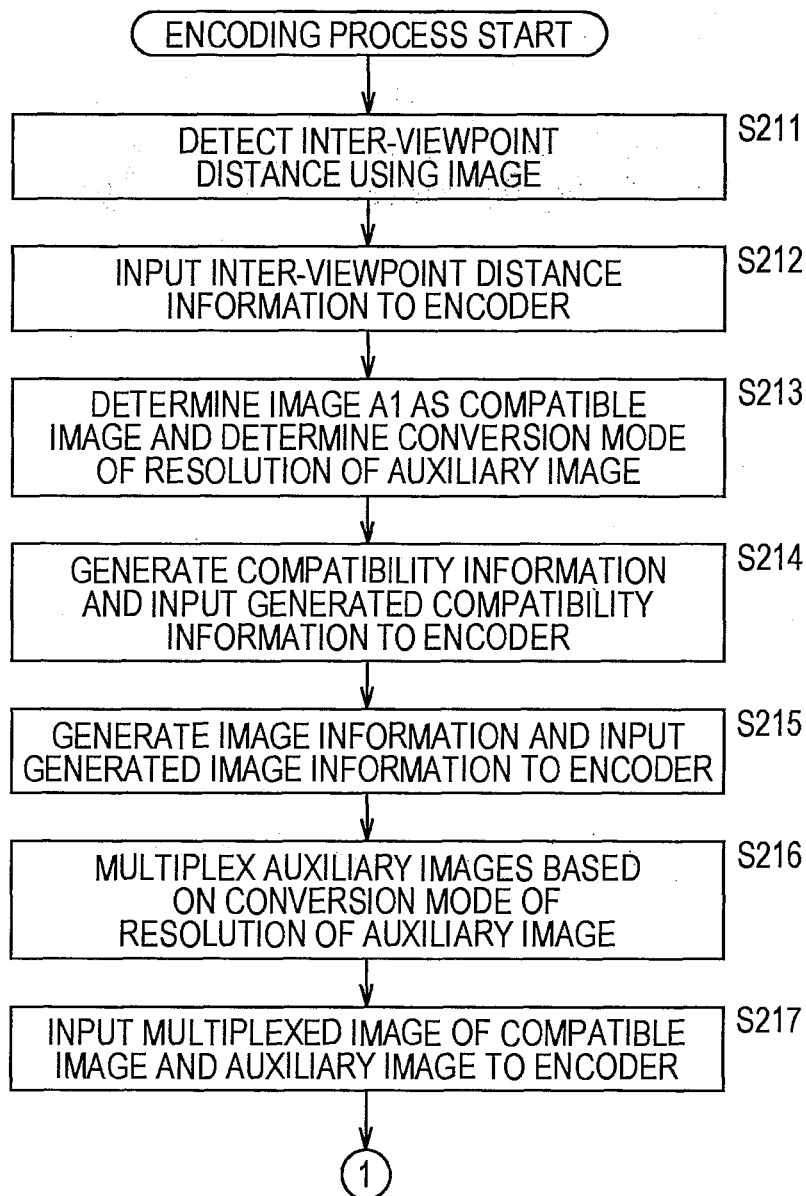 ENCODING PROCESS START
S211
DETECT INTER-VIEWPOINT
DISTANCE USING IMAGE
S212
INPUT INTER-VIEWPOINT DISTANCE
INFORMATION TO ENCODER
S213
DETERMINE IMAGE A1 AS COMPATIBLE
IMAGE AND DETERMINE CONVERSION MODE
OF RESOLUTION OF AUXILIARY IMAGE
S214
GENERATE COMPATIBILITY INFORMATION
AND INPUT GENERATED COMPATIBILITY
INFORMATION TO ENCODER
S215
GENERATE IMAGE INFORMATION AND INPUT
GENERATED IMAGE INFORMATION TO ENCODER
S216
MULTIPLEX AUXILIARY IMAGES BASED
ON CONVERSION MODE OF
RESOLUTION OF AUXILIARY IMAGE
S217
INPUT MULTIPLEXED IMAGE OF COMPATIBLE
IMAGE AND AUXILIARY IMAGE TO ENCODER
1